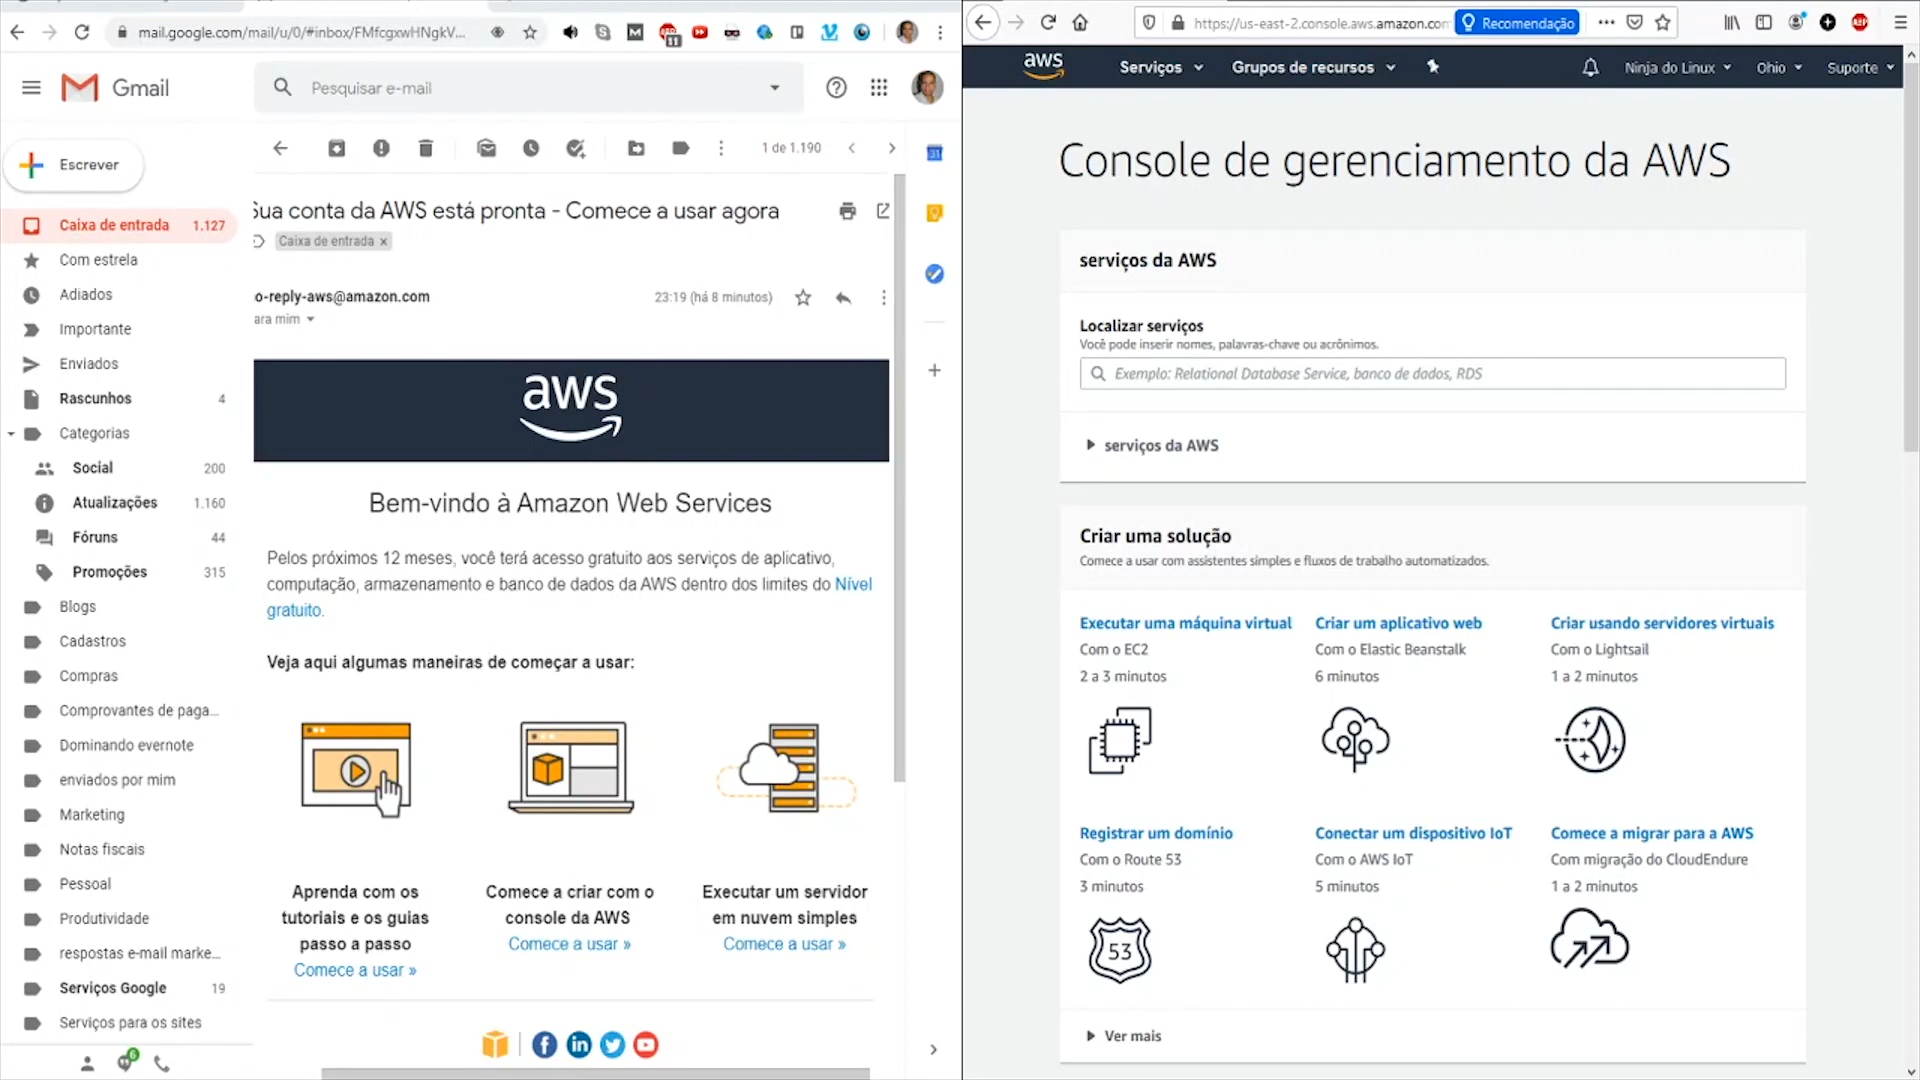 mail.google.com/mail/u/0/#inbox/FMfcgxwHNgkV...
11
Gmail
Pesquisar e-mail
Escrever
1 de 1.190
31
Caixa de entrada 1.127
Com estrela
Adiados
Importante
Enviados
Rascunhos 4
Categorias
Social 200
Atualizações 1.160
Fóruns 44
Promoções 315
Blogs
Cadastros
Compras
Comprovantes de paga...
Dominando evernote
enviados por mim
Marketing
Notas fiscais
Pessoal
Produtividade
respostas e-mail marke...
Serviços Google 19
Serviços para os sites
6
Sua conta da AWS está pronta - Comece a usar agora
Caixa de entrada x
o-reply-aws@amazon.com
23:19 (há 8 minutos)
ara mim
aws
Bem-vindo à Amazon Web Services
Pelos próximos 12 meses, você terá acesso gratuito aos serviços de aplicativo,
computação, armazenamento e banco de dados da AWS dentro dos limites do Nível
gratuito.
Veja aqui algumas maneiras de começar a usar:
Aprenda com os
tutoriais e os guias
passo a passo
Comece a usar »
Comece a criar com o
console da AWS
Comece a usar »
Executar um servidor
em nuvem simples
Comece a usar »
https://us-east-2.console.aws.amazon.com
Recomendação
ABP
aws
Serviços
Grupos de recursos
Ninja do Linux
Ohio
Suporte
Console de gerenciamento da AWS
serviços da AWS
Localizar serviços
Você pode inserir nomes, palavras-chave ou acrônimos.
Exemplo: Relational Database Service, banco de dados, RDS
serviços da AWS
Criar uma solução
Comece a usar com assistentes simples e fluxos de trabalho automatizados.
Executar uma máquina virtual
Com o EC2
2 a 3 minutos
Criar um aplicativo web
Com o Elastic Beanstalk
6 minutos
Criar usando servidores virtuais
Com o Lightsail
1 a 2 minutos
Registrar um domínio
Com o Route 53
3 minutos
53
Conectar um dispositivo IoT
Com o AWS IoT
5 minutos
Comece a migrar para a AWS
Com migração do CloudEndure
1 a 2 minutos
Ver mais